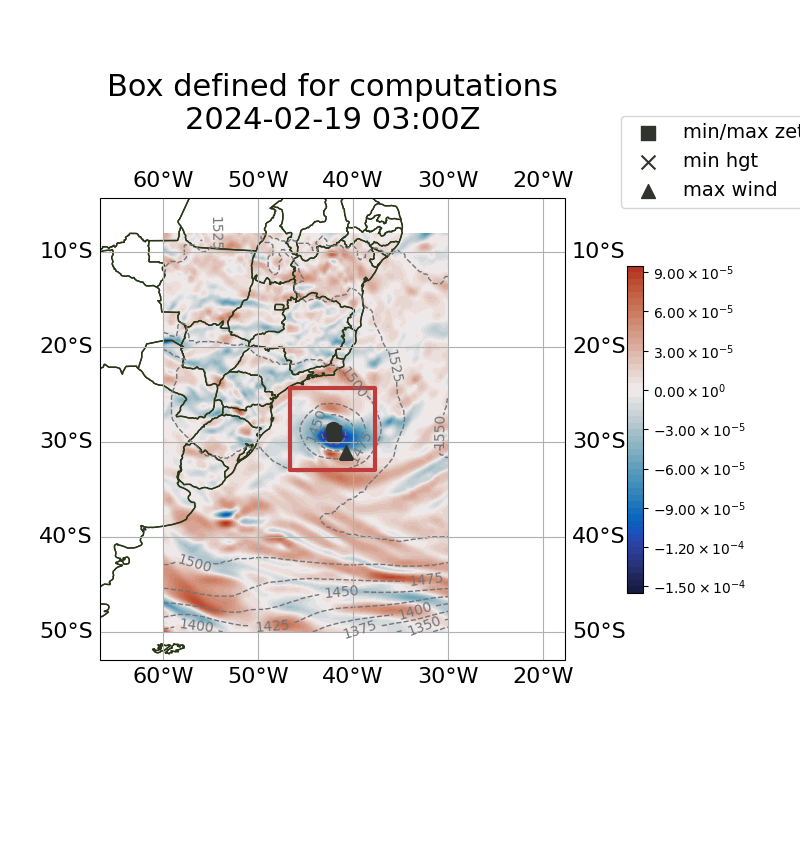 Box defined for computations
2024-02-19 03:00Z
min/max zet
min hgt
max wind
60°W 50°W 40°W 30°W 20°W
10°S 10°S
20°S 20°S
30°S 30°S
40°S 40°S
50°S 50°S
60°W 50°W 40°W 30°W 20°W
1525
1525
1500
1450
1550
1500
1475
1450
1400
1400
1425
1375
1350
9.00 × 10⁻⁵
6.00 × 10⁻⁵
3.00 × 10⁻⁵
0.00 × 10⁰
−3.00 × 10⁻⁵
−6.00 × 10⁻⁵
−9.00 × 10⁻⁵
−1.20 × 10⁻⁴
−1.50 × 10⁻⁴